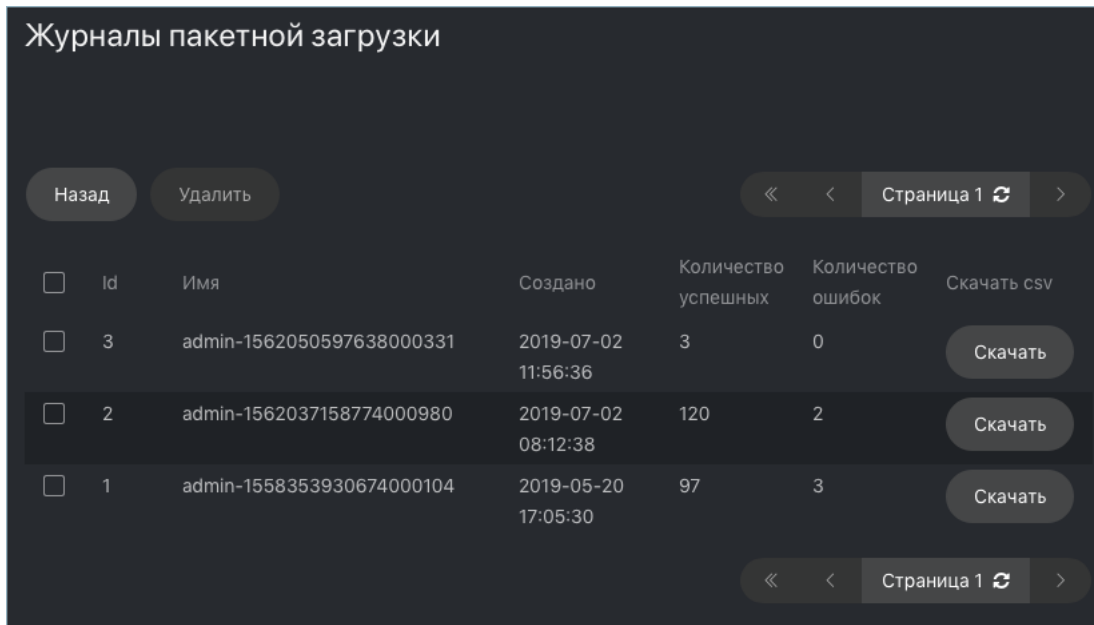 Журналы пакетной загрузки
Назад Удалить « < Страница 1 >
Id Имя Создано Количество успешных Количество ошибок Скачать csv
3 admin-1562050597638000331 2019-07-02 11:56:36 3 0 Скачать
2 admin-1562037158774000980 2019-07-02 08:12:38 120 2 Скачать
1 admin-1558353930674000104 2019-05-20 17:05:30 97 3 Скачать
« < Страница 1 >